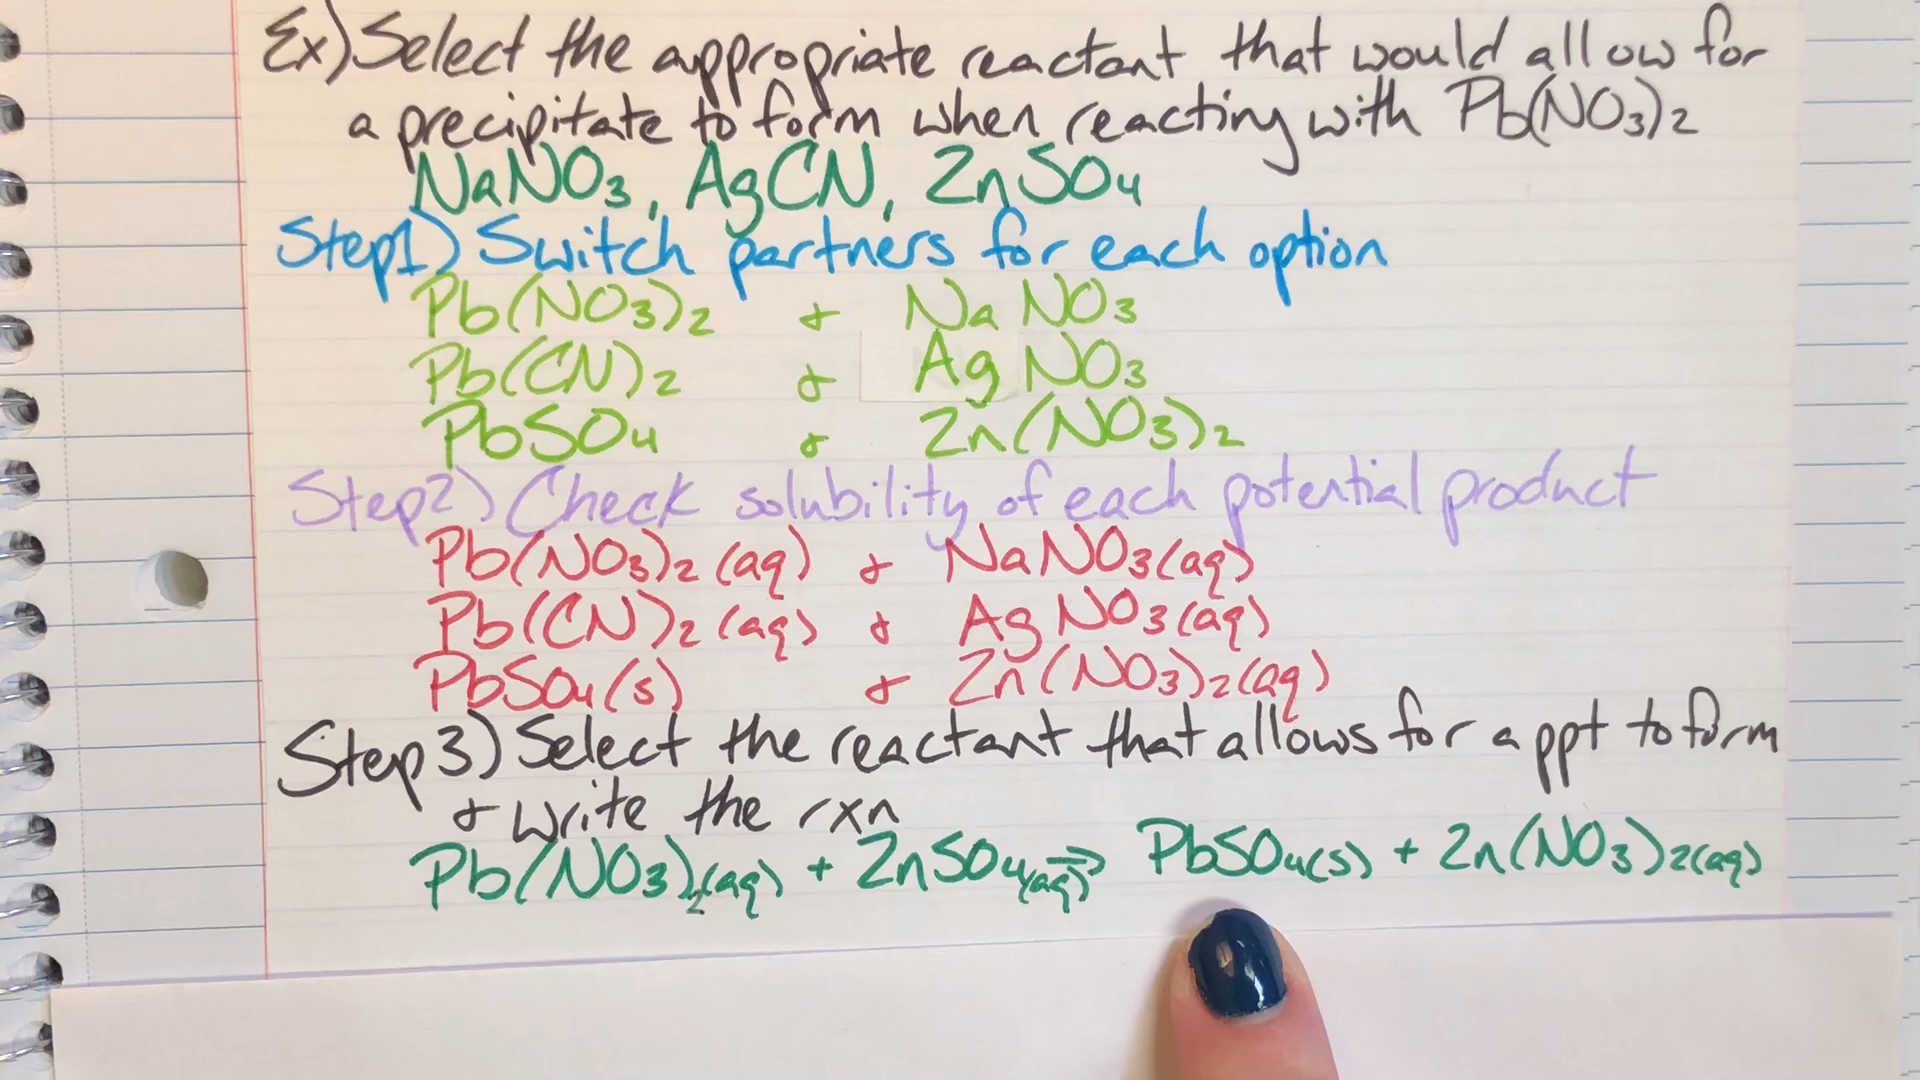 Ex) Select the appropriate reactant that would allow for
a precipitate to form when reacting with Pb(NO3)2
NaNO3, AgCN, ZnSO4
Step1) Switch partners for each option
Pb(NO3)2 & NaNO3
Pb(CN)2 & AgNO3
PbSO4 & Zn(NO3)2
Step2) Check solubility of each potential product
Pb(NO3)2(aq) & NaNO3(aq)
Pb(CN)2(aq) & AgNO3(aq)
PbSO4(s) & Zn(NO3)2(aq)
Step3) Select the reactant that allows for a ppt to form
& write the rxn
Pb(NO3)2(aq) + ZnSO4(aq) → PbSO4(s) + Zn(NO3)2(aq)